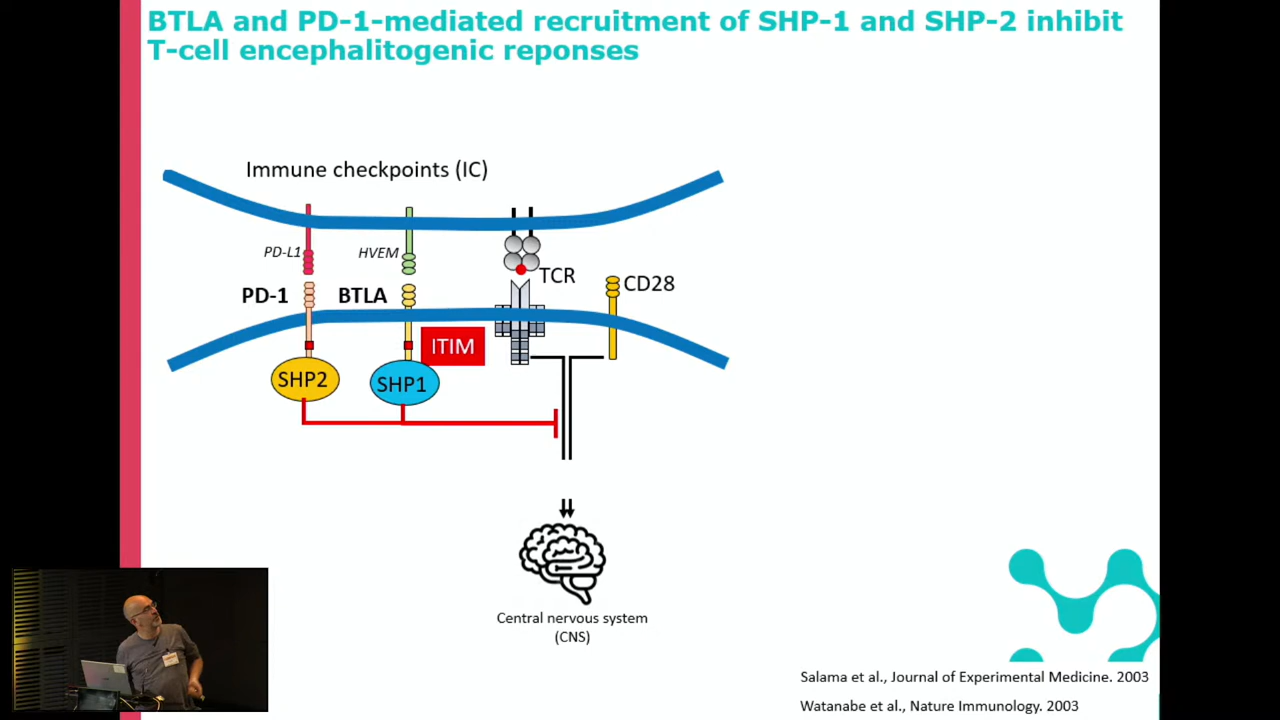 BTLA and PD-1-mediated recruitment of SHP-1 and SHP-2 inhibit
T-cell encephalitogenic reponses
Immune checkpoints (IC)
PD-L1
HVEM
TCR
CD28
PD-1
BTLA
ITIM
SHP2
SHP1
Central nervous system
(CNS)
Salama et al., Journal of Experimental Medicine. 2003
Watanabe et al., Nature Immunology. 2003